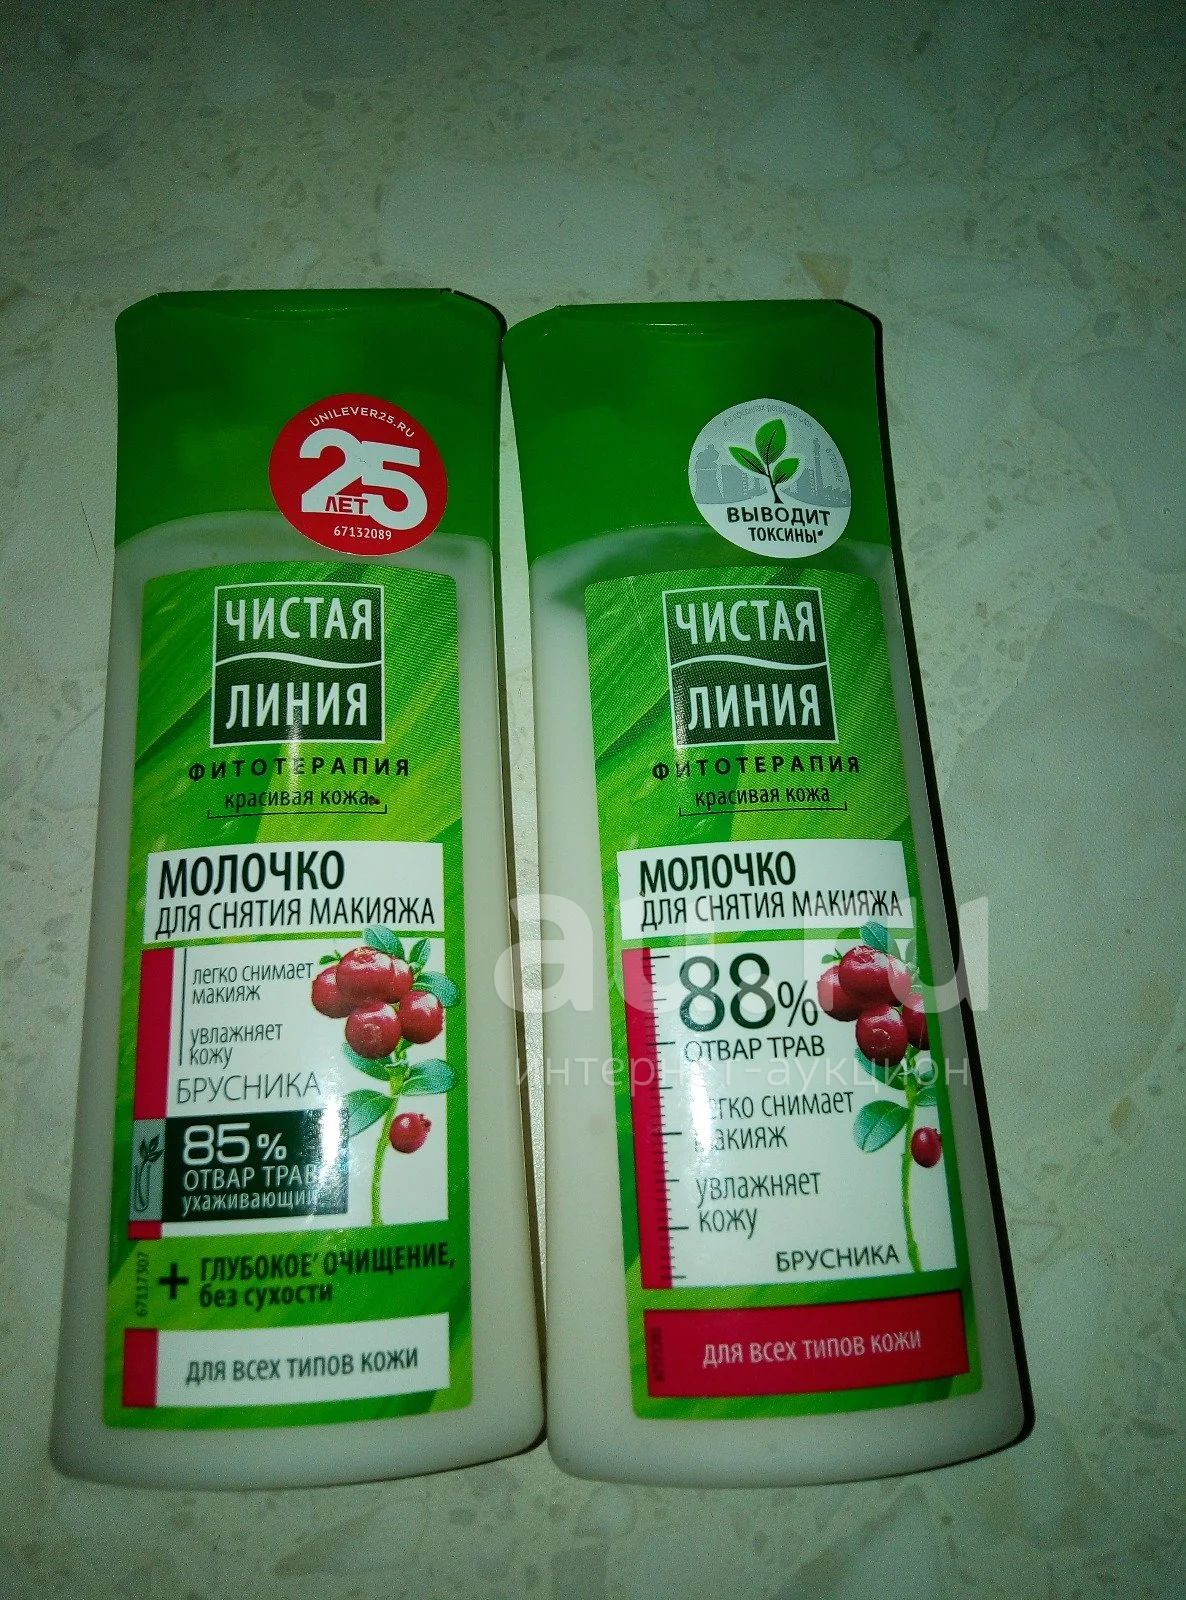 UNILEVER25.RU
25
ЛЕТ
67132089
ЧИСТАЯ
ЛИНИЯ
ФИТОТЕРАПИЯ
красивая кожа
МОЛОЧКО
ДЛЯ СНЯТИЯ МАКИЯЖА
легко снимает
макияж
увлажняет
кожу
БРУСНИКА
85%
ОТВАР ТРАВ
ухаживающий
67137507
+ ГЛУБОКОЕ ОЧИЩЕНИЕ,
без сухости
ДЛЯ ВСЕХ ТИПОВ КОЖИ
ВЫВОДИТ
ТОКСИНЫ*
ЧИСТАЯ
ЛИНИЯ
ФИТОТЕРАПИЯ
красивая кожа
МОЛОЧКО
ДЛЯ СНЯТИЯ МАКИЯЖА
88%
ОТВАР ТРАВ
легко снимает
макияж
увлажняет
кожу
БРУСНИКА
ДЛЯ ВСЕХ ТИПОВ КОЖИ
au.ru
интернет-аукцион